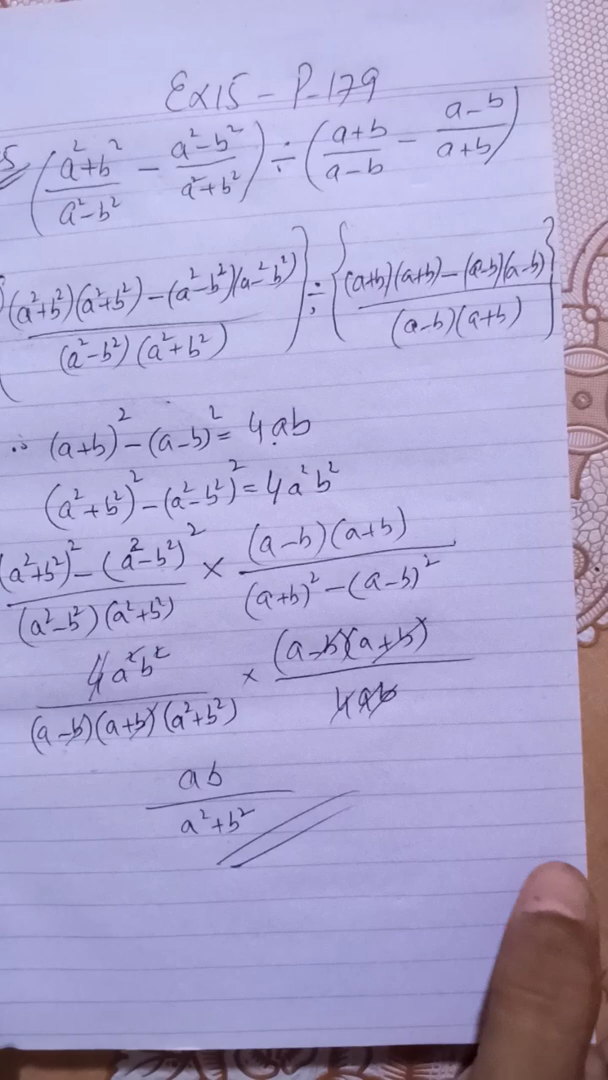 Ex15 - P-179
5 ((a²+b²)/(a²-b²) - (a²-b²)/(a²+b²)) ÷ ((a+b)/(a-b) - (a-b)/(a+b))
{((a²+b²)(a²+b²) - (a²-b²)(a²-b²))/((a²-b²)(a²+b²))} ÷ {((a+b)(a+b) - (a-b)(a-b))/((a-b)(a+b))}
∵ (a+b)² - (a-b)² = 4ab
(a²+b²)² - (a²-b²)² = 4a²b²
((a²+b²)² - (a²-b²)²)/((a²-b²)(a²+b²)) × ((a-b)(a+b))/((a+b)² - (a-b)²)
4a²b²/((a-b)(a+b)(a²+b²)) × ((a-b)(a+b))/4ab
ab/(a²+b²)